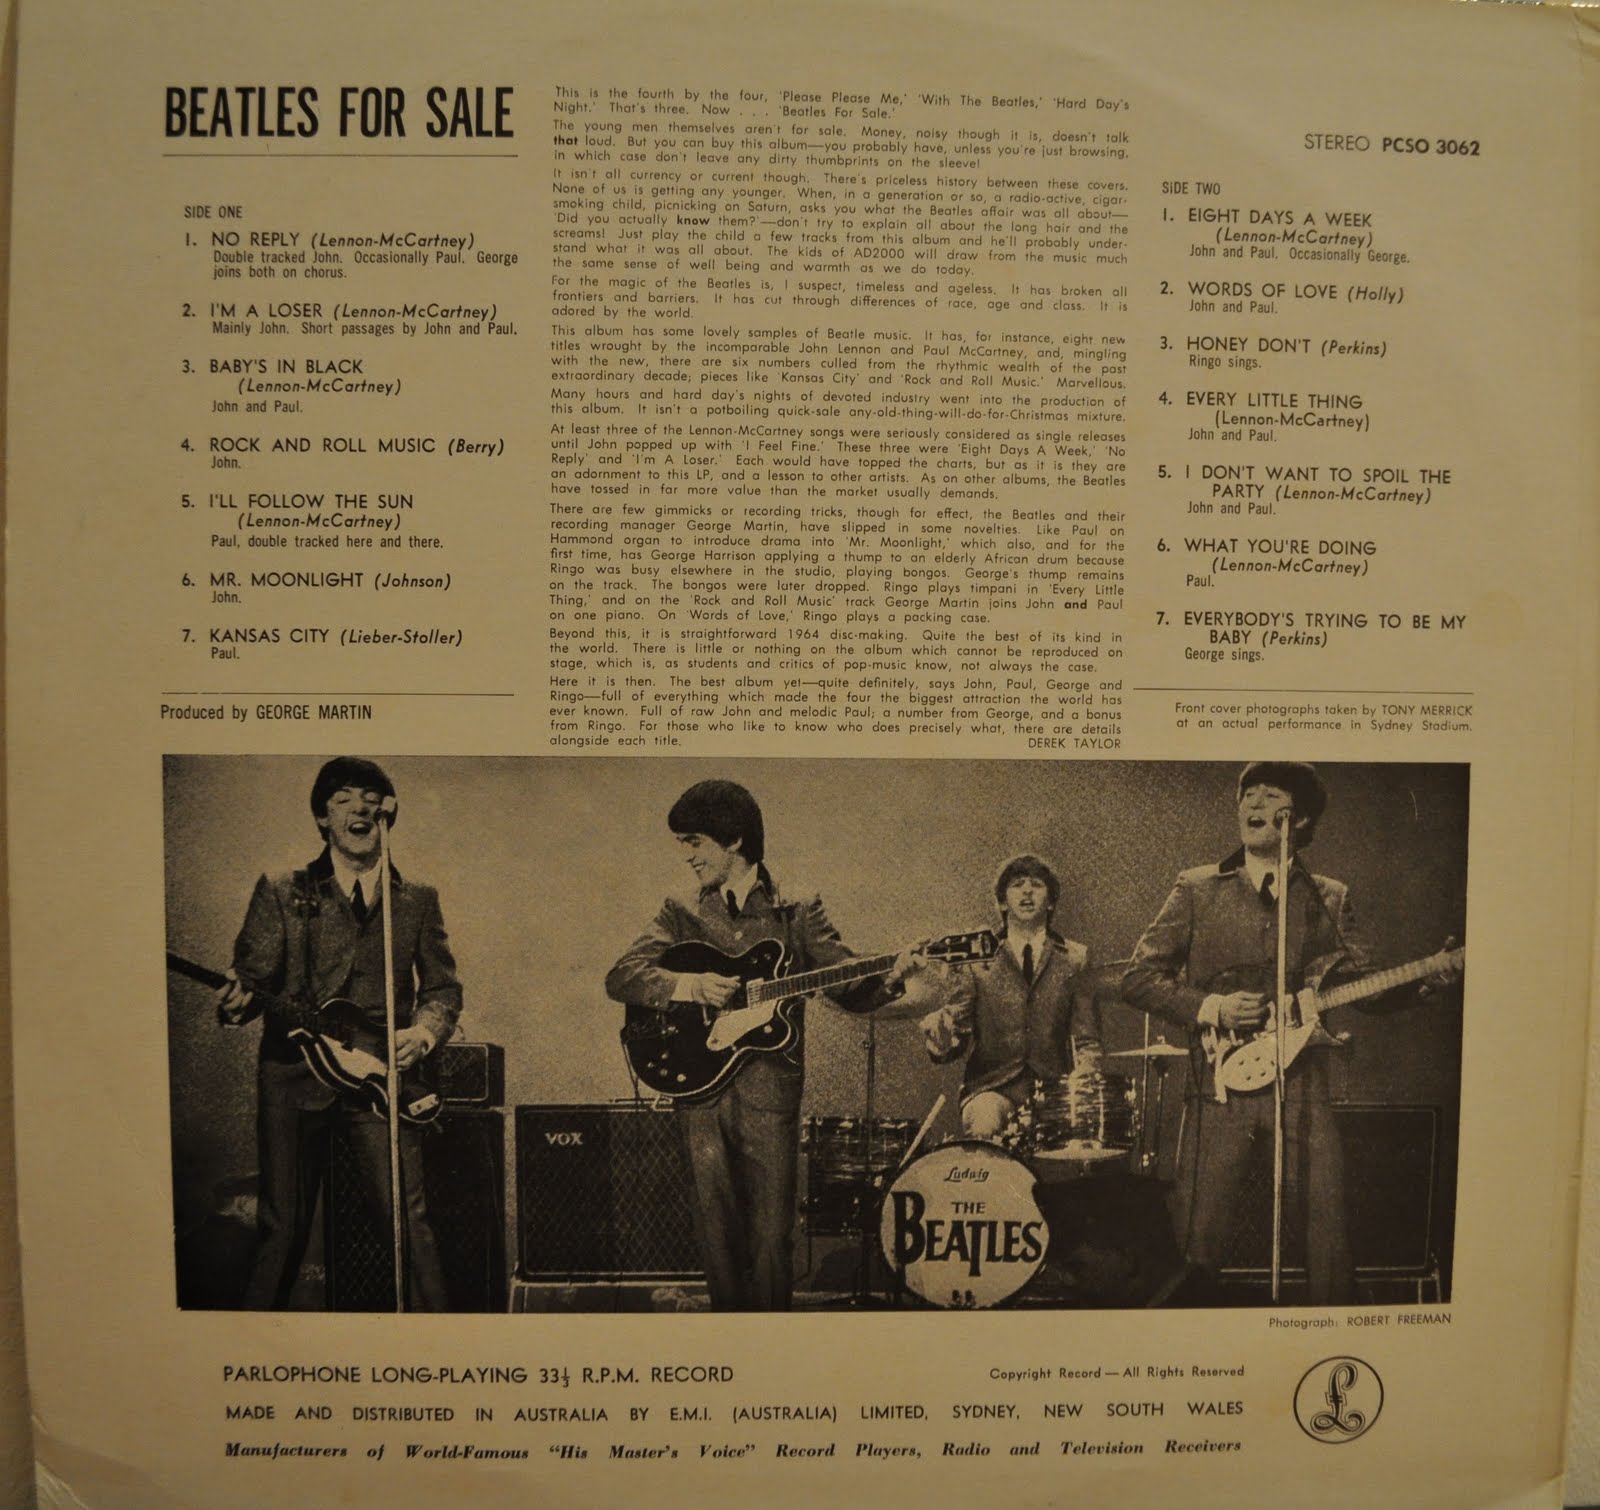 BEATLES FOR SALE
SIDE ONE
1. NO REPLY (Lennon-McCartney)
Double tracked John. Occasionally Paul. George
joins both on chorus.
2. I'M A LOSER (Lennon-McCartney)
Mainly John. Short passages by John and Paul.
3. BABY'S IN BLACK
(Lennon-McCartney)
John and Paul.
4. ROCK AND ROLL MUSIC (Berry)
John.
5. I'LL FOLLOW THE SUN
(Lennon-McCartney)
Paul, double tracked here and there.
6. MR. MOONLIGHT (Johnson)
John.
7. KANSAS CITY (Lieber-Stoller)
Paul.
Produced by GEORGE MARTIN
This is the fourth by the four, 'Please Please Me,' 'With The Beatles,' 'Hard Day's
Night.' That's three. Now . . . 'Beatles For Sale.'
The young men themselves aren't for sale. Money, noisy though it is, doesn't talk
that loud. But you can buy this album—you probably have, unless you're just browsing,
in which case don't leave any dirty thumbprints on the sleeve!
It isn't all currency or current though. There's priceless history between these covers.
None of us is getting any younger. When, in a generation or so, a radio-active, cigar-
smoking child, picnicking on Saturn, asks you what the Beatles affair was all about—
'Did you actually know them?'—don't try to explain all about the long hair and the
screams! Just play the child a few tracks from this album and he'll probably under-
stand what it was all about. The kids of AD2000 will draw from the music much
the same sense of well being and warmth as we do today.
For the magic of the Beatles is, I suspect, timeless and ageless. It has broken all
frontiers and barriers. It has cut through differences of race, age and class. It is
adored by the world.
This album has some lovely samples of Beatle music. It has, for instance, eight new
titles wrought by the incomparable John Lennon and Paul McCartney, and, mingling
with the new, there are six numbers culled from the rhythmic wealth of the past
extraordinary decade; pieces like 'Kansas City' and 'Rock and Roll Music.' Marvellous.
Many hours and hard day's nights of devoted industry went into the production of
this album. It isn't a potboiling quick-sale any-old-thing-will-do-for-Christmas mixture.
At least three of the Lennon-McCartney songs were seriously considered as single releases
until John popped up with 'I Feel Fine.' These three were 'Eight Days A Week,' 'No
Reply' and 'I'm A Loser.' Each would have topped the charts, but as it is they are
an adornment to this LP, and a lesson to other artists. As on other albums, the Beatles
have tossed in far more value than the market usually demands.
There are few gimmicks or recording tricks, though for effect, the Beatles and their
recording manager George Martin, have slipped in some novelties. Like Paul on
Hammond organ to introduce drama into 'Mr. Moonlight,' which also, and for the
first time, has George Harrison applying a thump to an elderly African drum because
Ringo was busy elsewhere in the studio, playing bongos. George's thump remains
on the track. The bongos were later dropped. Ringo plays timpani in 'Every Little
Thing,' and on the 'Rock and Roll Music' track George Martin joins John and Paul
on one piano. On 'Words of Love,' Ringo plays a packing case.
Beyond this, it is straightforward 1964 disc-making. Quite the best of its kind in
the world. There is little or nothing on the album which cannot be reproduced on
stage, which is, as students and critics of pop-music know, not always the case.
Here it is then. The best album yet—quite definitely, says John, Paul, George and
Ringo—full of everything which made the four the biggest attraction the world has
ever known. Full of raw John and melodic Paul; a number from George, and a bonus
from Ringo. For those who like to know who does precisely what, there are details
alongside each title. DEREK TAYLOR
STEREO PCSO 3062
SIDE TWO
1. EIGHT DAYS A WEEK
(Lennon-McCartney)
John and Paul. Occasionally George.
2. WORDS OF LOVE (Holly)
John and Paul.
3. HONEY DON'T (Perkins)
Ringo sings.
4. EVERY LITTLE THING
(Lennon-McCartney)
John and Paul.
5. I DON'T WANT TO SPOIL THE
PARTY (Lennon-McCartney)
John and Paul.
6. WHAT YOU'RE DOING
(Lennon-McCartney)
Paul.
7. EVERYBODY'S TRYING TO BE MY
BABY (Perkins)
George sings.
Front cover photographs taken by TONY MERRICK
at an actual performance in Sydney Stadium.
VOX
Ludwig
THE
BEATLES
Photograph: ROBERT FREEMAN
PARLOPHONE LONG-PLAYING 33⅓ R.P.M. RECORD
Copyright Record — All Rights Reserved
MADE AND DISTRIBUTED IN AUSTRALIA BY E.M.I. (AUSTRALIA) LIMITED, SYDNEY, NEW SOUTH WALES
Manufacturers of World-Famous "His Master's Voice" Record Players, Radio and Television Receivers
£